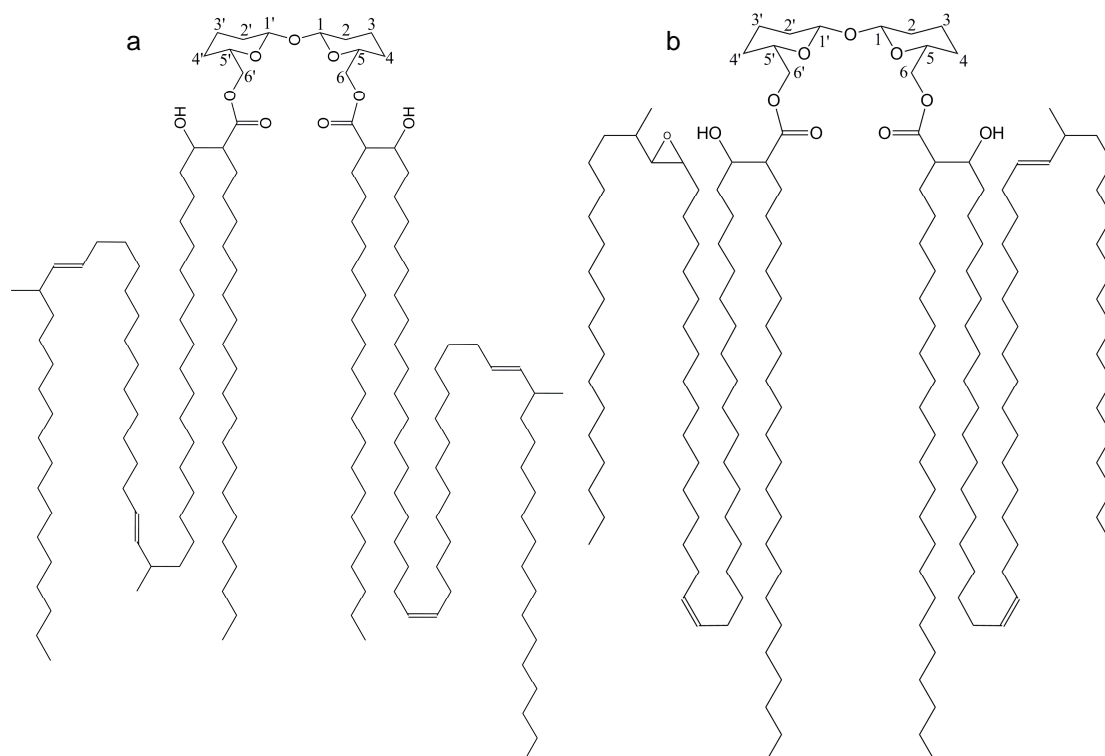 a
3' 2' 1' O 1 2 3
4' 5' O O 5 4
6' 6
O O
HO O O OH
b
3' 2' O 2 3
4' 5' O 1' 1 O 5 4
6' 6
O O
O HO O O OH